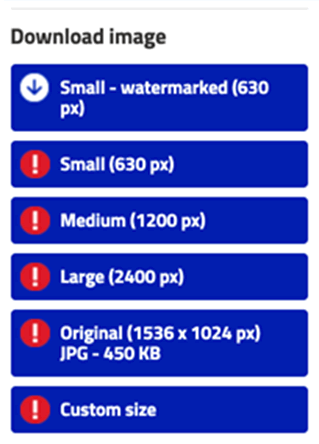 Download image
Small - watermarked (630
px)
Small (630 px)
Medium (1200 px)
Large (2400 px)
Original (1536 x 1024 px)
JPG - 450 KB
Custom size